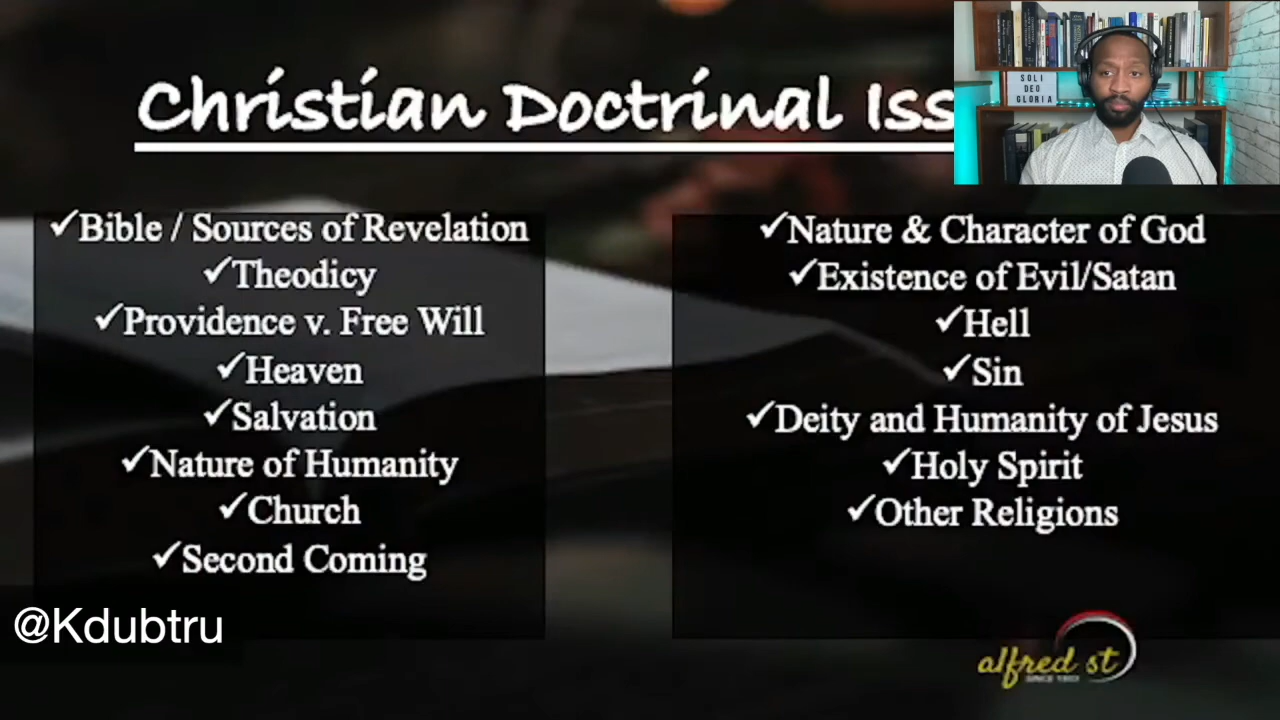 Christian Doctrinal Iss
SOLI
DEO
GLORIA
✓Bible / Sources of Revelation
✓Theodicy
✓Providence v. Free Will
✓Heaven
✓Salvation
✓Nature of Humanity
✓Church
✓Second Coming
✓Nature & Character of God
✓Existence of Evil/Satan
✓Hell
✓Sin
✓Deity and Humanity of Jesus
✓Holy Spirit
✓Other Religions
@Kdubtru
alfred st